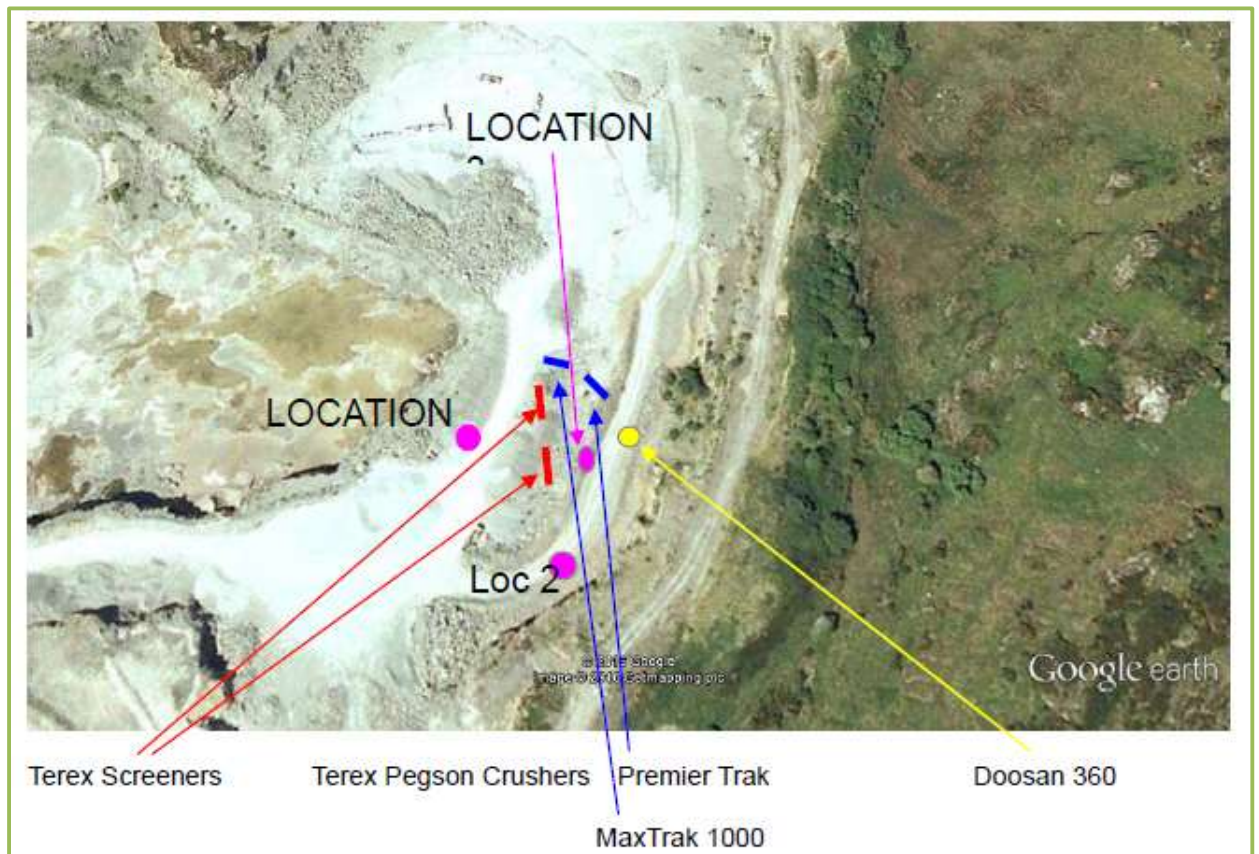 LOCATION
LOCATION
Loc 2
Google earth
Terex Screeners
Terex Pegson Crushers
Premier Trak
Doosan 360
MaxTrak 1000